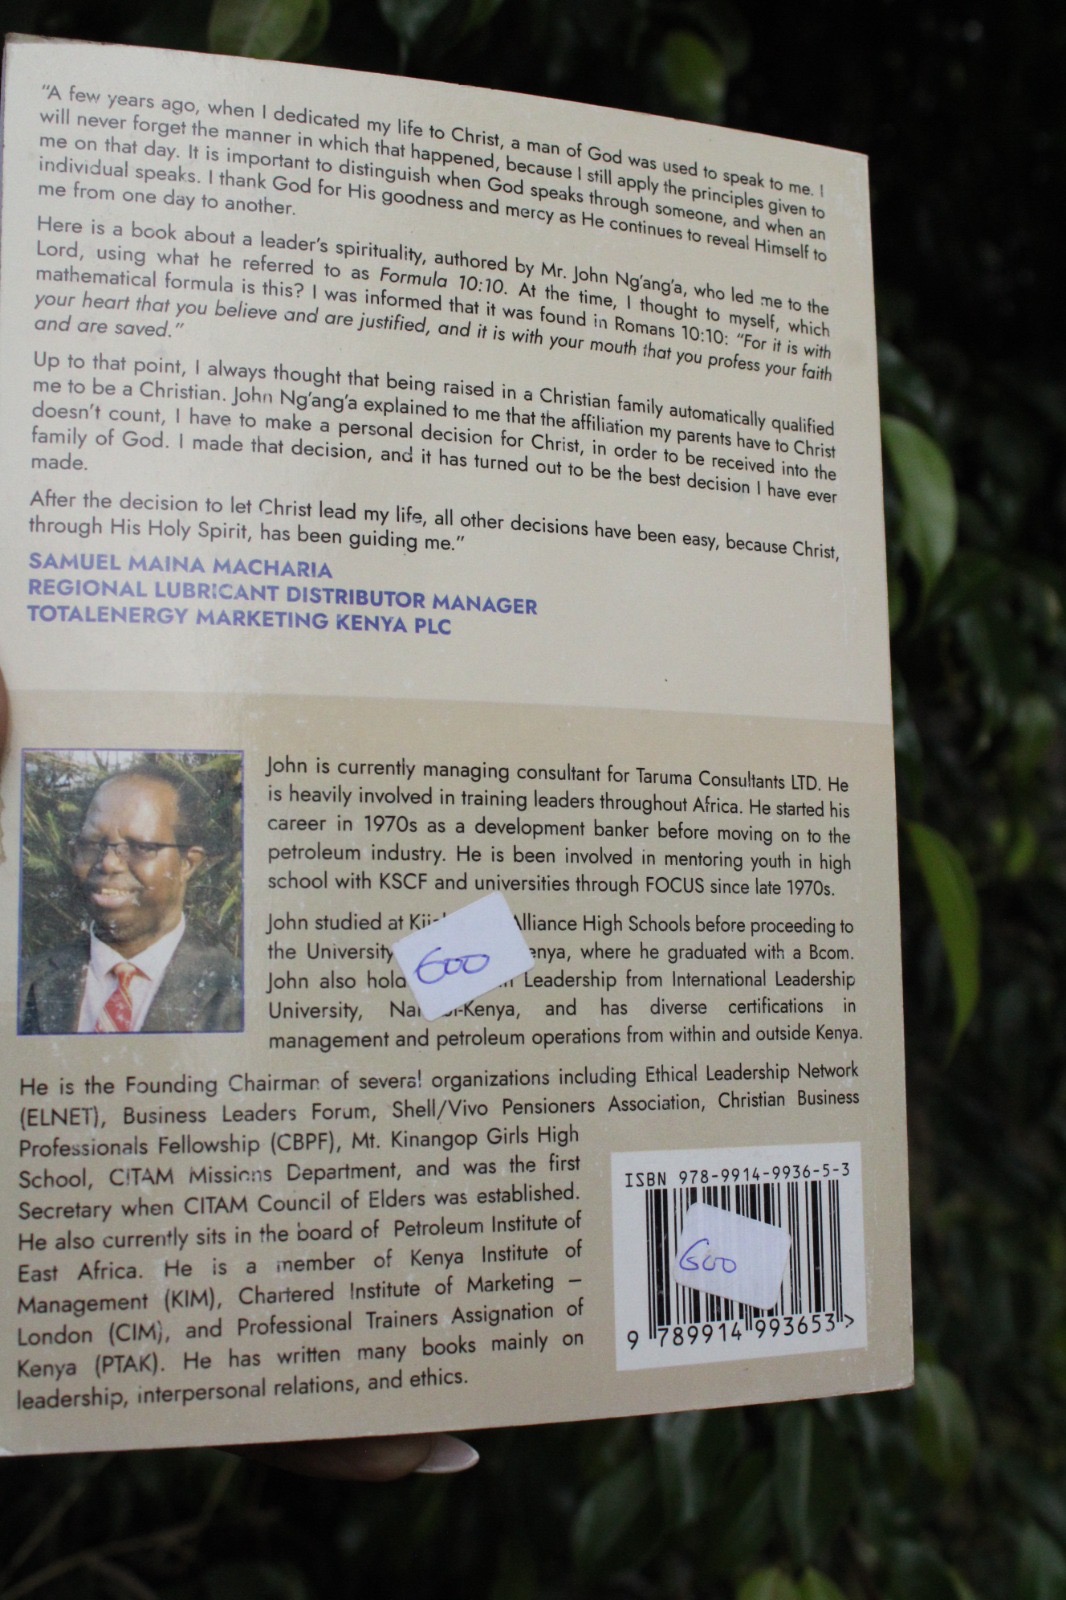 "A few years ago, when I dedicated my life to Christ, a man of God was used to speak to me. I
will never forget the manner in which that happened, because I still apply the principles given to
me on that day. It is important to distinguish when God speaks through someone, and when an
individual speaks. I thank God for His goodness and mercy as He continues to reveal Himself to
me from one day to another.
Here is a book about a leader's spirituality, authored by Mr. John Ng'ang'a, who led me to the
Lord, using what he referred to as Formula 10:10. At the time, I thought to myself, which
mathematical formula is this? I was informed that it was found in Romans 10:10: "For it is with
your heart that you believe and are justified, and it is with your mouth that you profess your faith
and are saved."
Up to that point, I always thought that being raised in a Christian family automatically qualified
me to be a Christian. John Ng'ang'a explained to me that the affiliation my parents have to Christ
doesn't count, I have to make a personal decision for Christ, in order to be received into the
family of God. I made that decision, and it has turned out to be the best decision I have ever
made.
After the decision to let Christ lead my life, all other decisions have been easy, because Christ,
through His Holy Spirit, has been guiding me."
SAMUEL MAINA MACHARIA
REGIONAL LUBRICANT DISTRIBUTOR MANAGER
TOTALENERGY MARKETING KENYA PLC
John is currently managing consultant for Taruma Consultants LTD. He
is heavily involved in training leaders throughout Africa. He started his
career in 1970s as a development banker before moving on to the
petroleum industry. He is been involved in mentoring youth in high
school with KSCF and universities through FOCUS since late 1970s.
John studied at Alliance High Schools before proceeding to
the University where he graduated with a Bcom.
John also Leadership from International Leadership
University, and has diverse certifications in
management and petroleum operations from within and outside Kenya.
600
He is the Founding Chairman of several organizations including Ethical Leadership Network
(ELNET), Business Leaders Forum, Shell/Vivo Pensioners Association, Christian Business
Professionals Fellowship (CBPF), Mt. Kinangop Girls High
School, CITAM Missions Department, and was the first
Secretary when CITAM Council of Elders was established.
He also currently sits in the board of Petroleum Institute of
East Africa. He is a member of Kenya Institute of
Management (KIM), Chartered Institute of Marketing –
London (CIM), and Professional Trainers Assignation of
Kenya (PTAK). He has written many books mainly on
leadership, interpersonal relations, and ethics.
ISBN 978-9914-9936-5-3
600
9 789914 993653 >